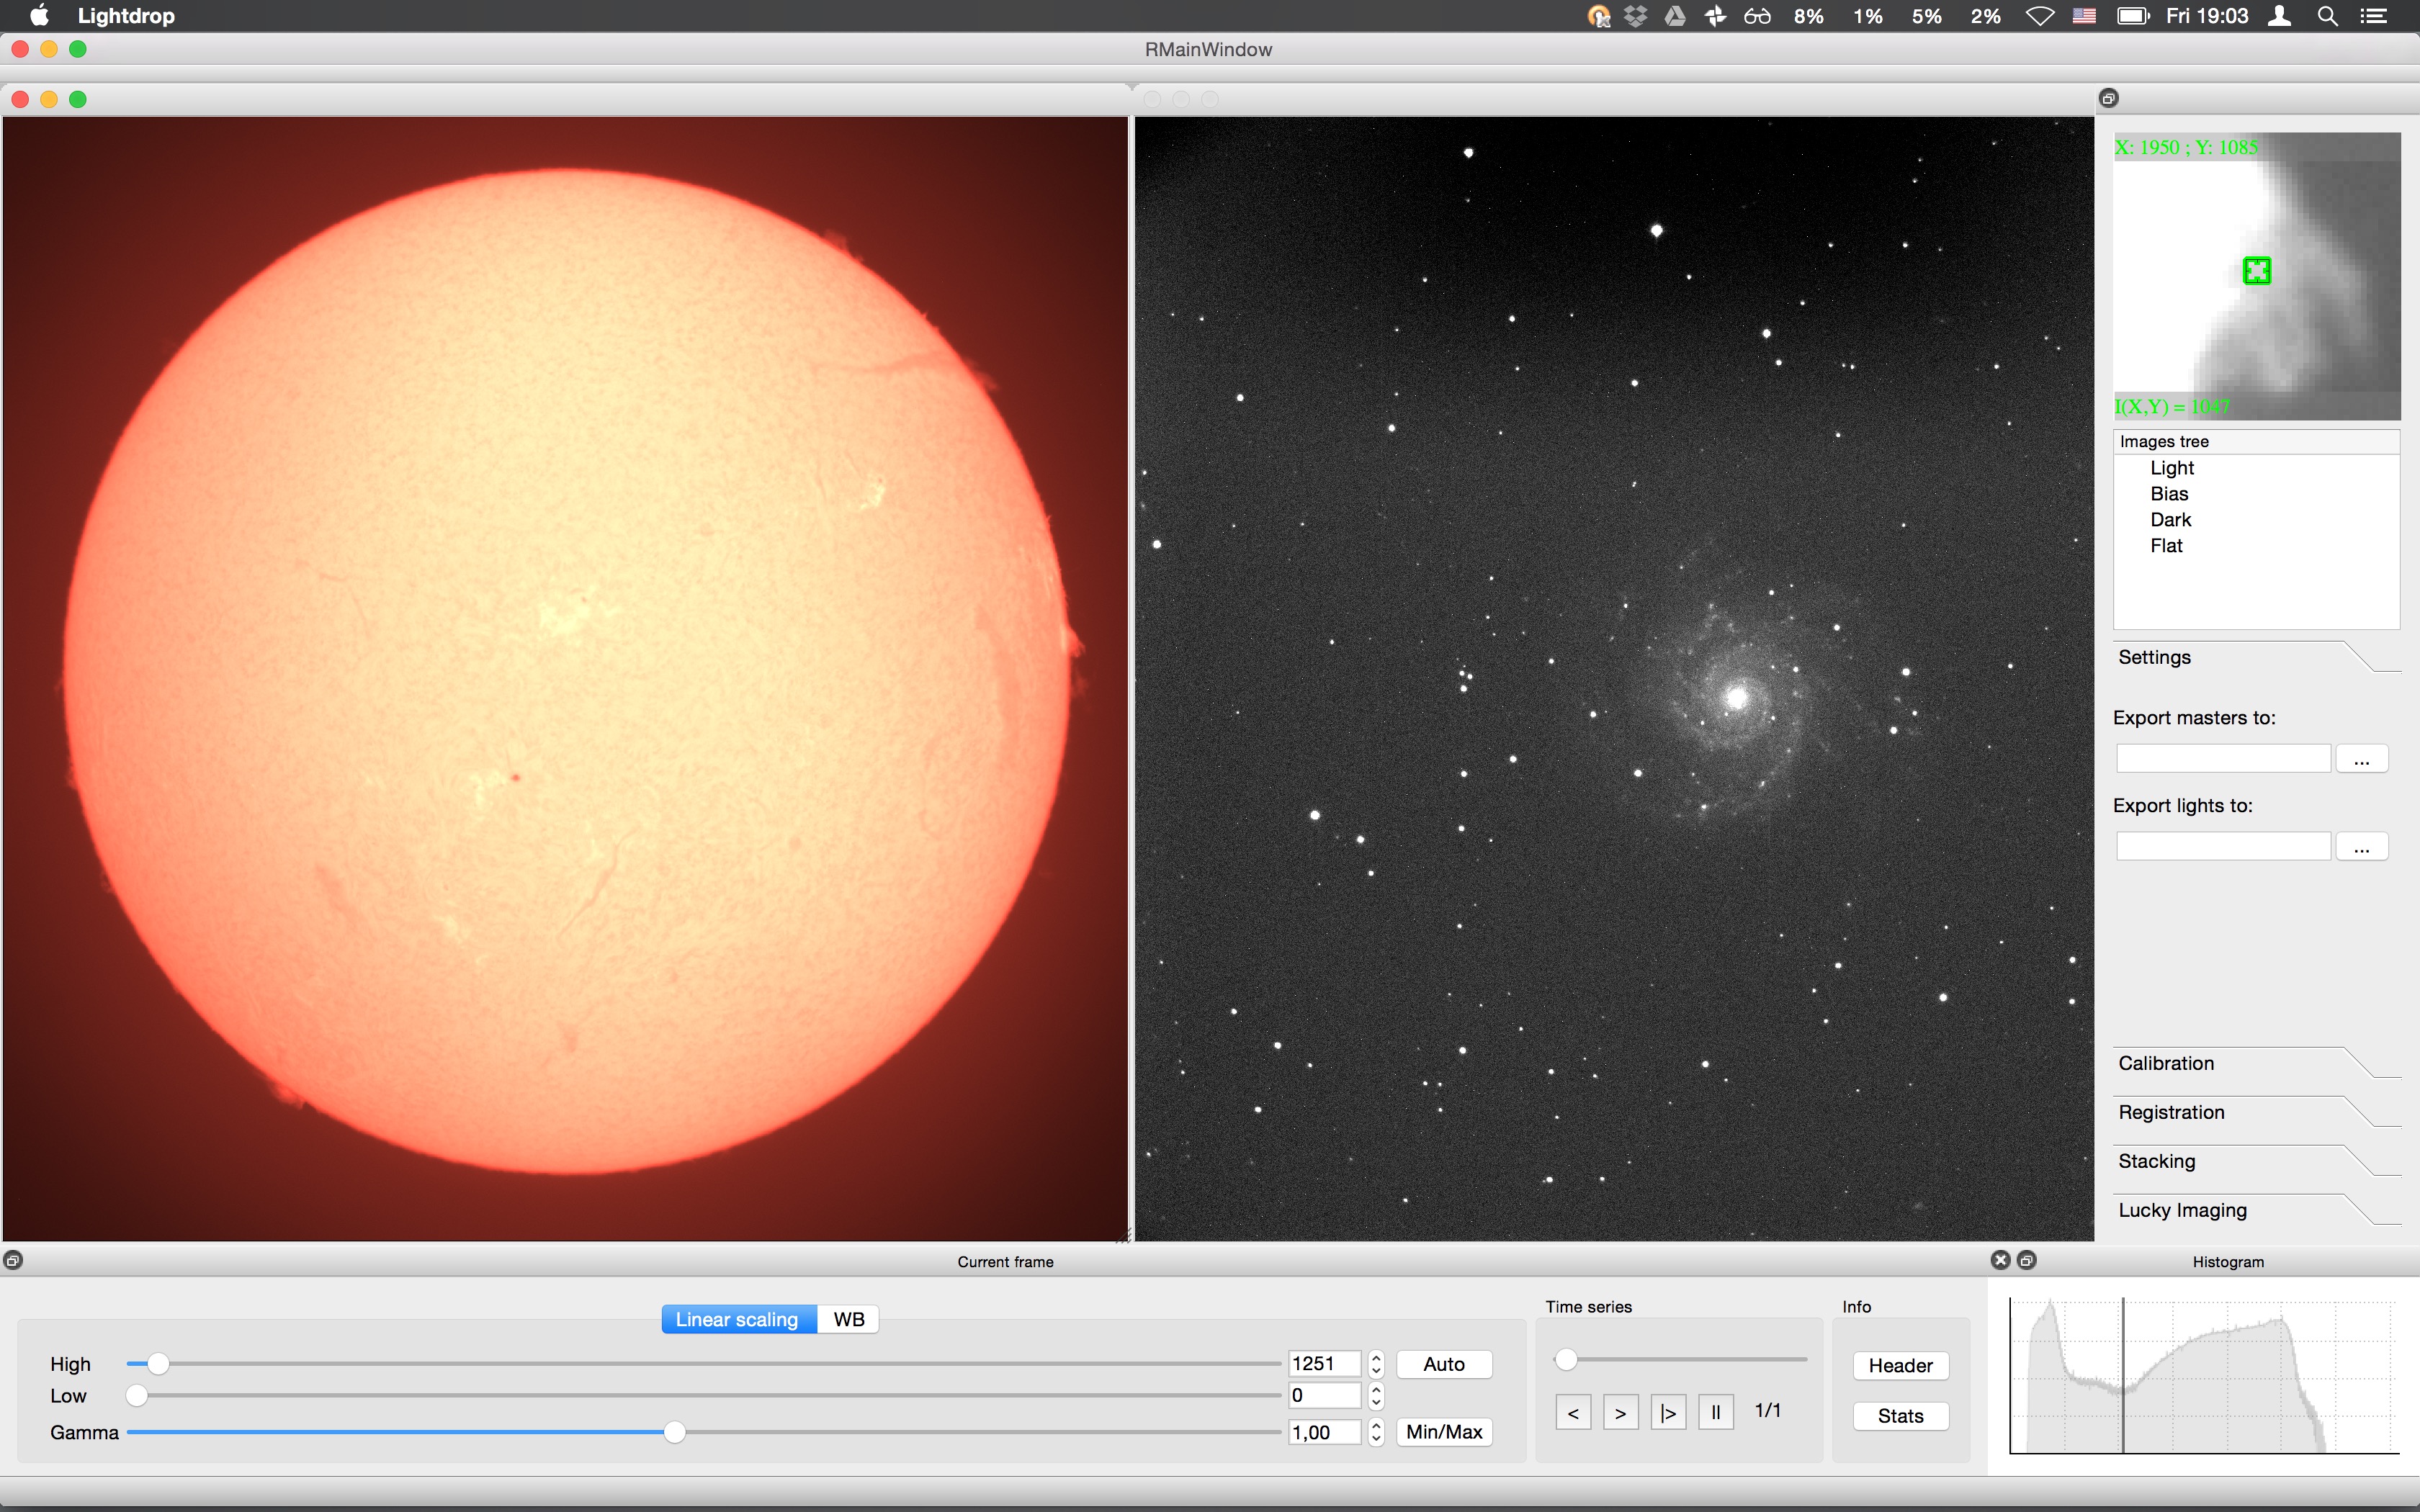 Lightdrop 8% 1% 5% 2% Fri 19:03
RMainWindow
X: 1950 ; Y: 1085
I(X,Y) = 1047
Images tree
Light
Bias
Dark
Flat
Settings
Export masters to:
...
Export lights to:
...
Calibration
Registration
Stacking
Lucky Imaging
Current frame
Linear scaling WB
High 1251 Auto
Low 0
Gamma 1,00 Min/Max
Time series
< > |> II 1/1
Info
Header
Stats
Histogram